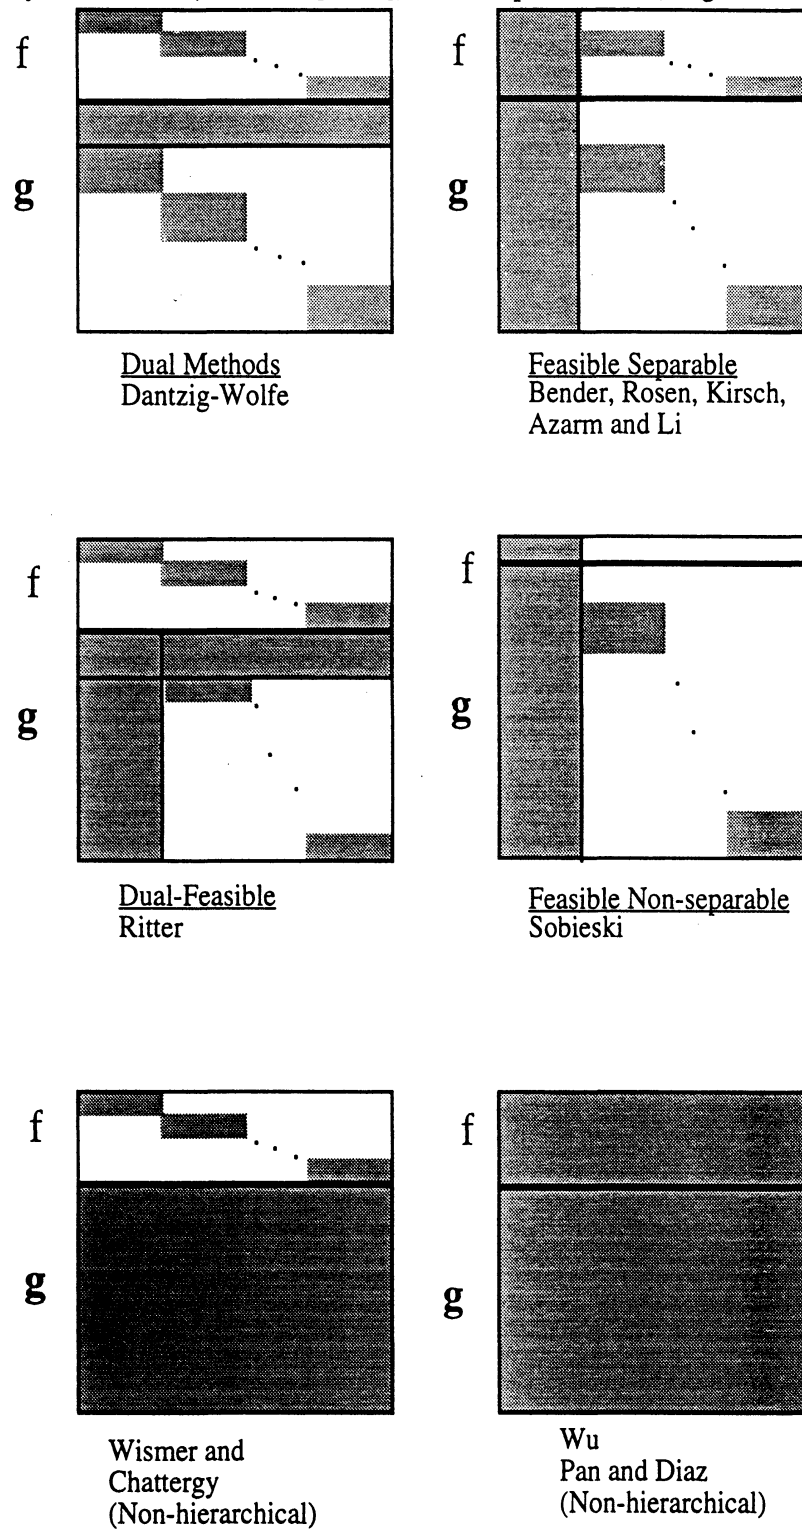 f
f
g
g
Dual Methods
Dantzig-Wolfe
Feasible Separable
Bender, Rosen, Kirsch,
Azarm and Li
f
f
g
g
Dual-Feasible
Ritter
Feasible Non-separable
Sobieski
f
f
g
g
Wismer and
Chattergy
(Non-hierarchical)
Wu
Pan and Diaz
(Non-hierarchical)